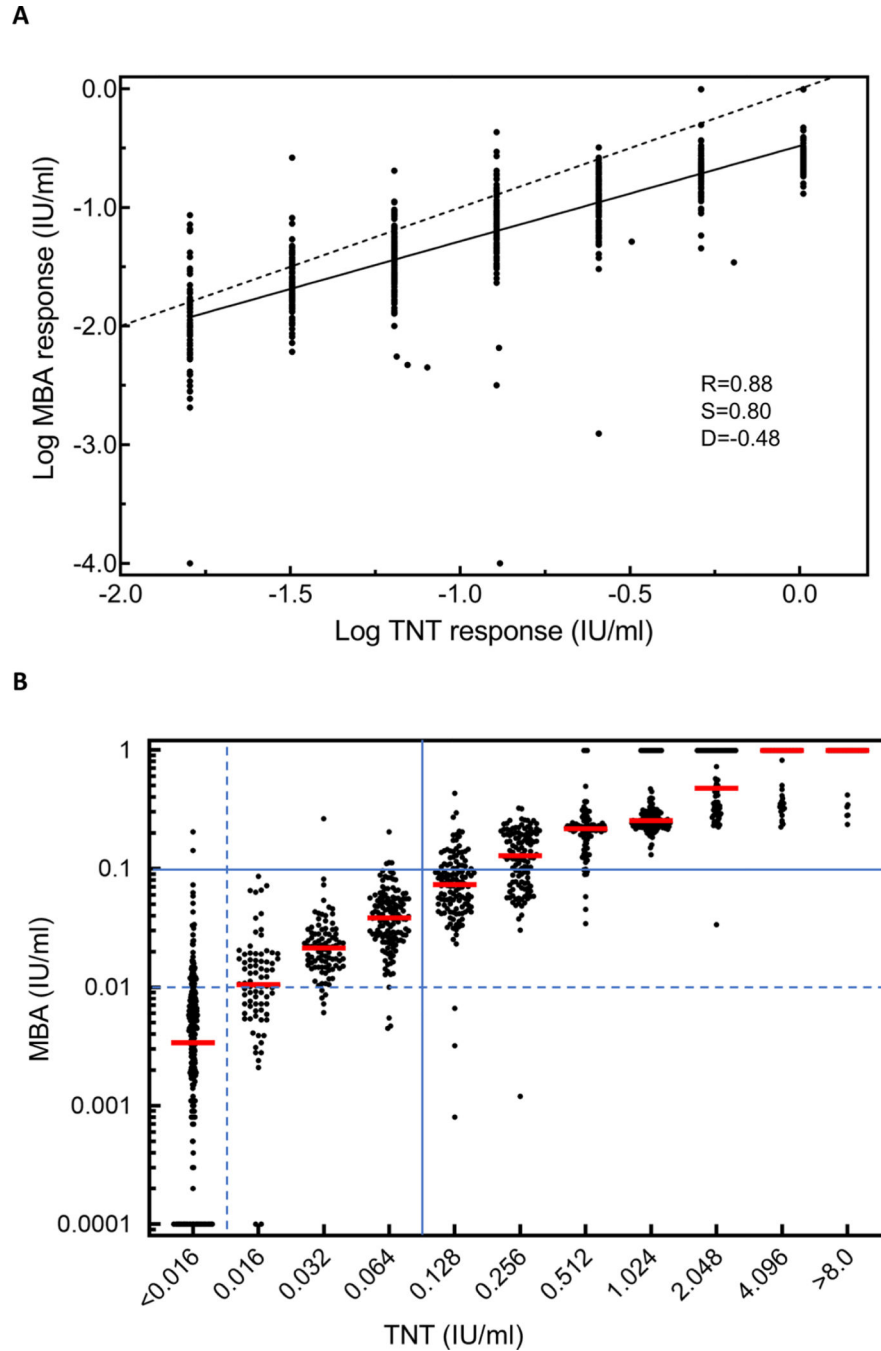 A
0.0
-1.0
-2.0
-3.0
-4.0
Log MBA response (IU/ml)
R=0.88
S=0.80
D=-0.48
-2.0 -1.5 -1.0 -0.5 0.0
Log TNT response (IU/ml)
B
1
0.1
0.01
0.001
0.0001
MBA (IU/ml)
<0.016 0.016 0.032 0.064 0.128 0.256 0.512 1.024 2.048 4.096 >8.0
TNT (IU/ml)